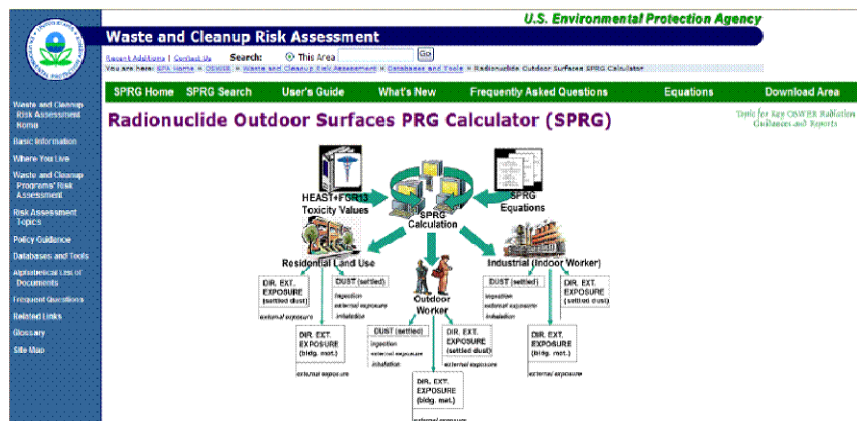 U.S. Environmental Protection Agency
Waste and Cleanup Risk Assessment
Recent Additions | Contact Us Search: This Area Go
You are here: EPA Home » OSWER » Waste and Cleanup Risk Assessment » Databases and Tools » Radionuclide Outdoor Surfaces SPRG Calculator
SPRG Home SPRG Search User's Guide What's New Frequently Asked Questions Equations Download Area
Waste and Cleanup
Risk Assessment
Home
Basic Information
Where You Live
Waste and Cleanup
Programs' Risk
Assessment
Risk Assessment
Topics
Policy Guidance
Databases and Tools
Alphabetical List of
Documents
Frequent Questions
Related Links
Glossary
Site Map
Radionuclide Outdoor Surfaces PRG Calculator (SPRG)
Topic for Key OSWER Radiation
Guidances and Reports
HEAST+FGR13
Toxicity Values
SPRG
Calculation
SPRG
Equations
Residential Land Use
Outdoor
Worker
Industrial (Indoor Worker)
DIR. EXT.
EXPOSURE
(settled dust)
external exposure
DUST (settled)
ingestion
external exposure
inhalation
DIR. EXT.
EXPOSURE
(bldg. mat.)
external exposure
DUST (settled)
ingestion
external exposure
inhalation
DIR. EXT.
EXPOSURE
(settled dust)
external exposure
DIR. EXT.
EXPOSURE
(bldg. mat.)
external exposure
DUST (settled)
ingestion
external exposure
inhalation
DIR. EXT.
EXPOSURE
(settled dust)
external exposure
DIR. EXT.
EXPOSURE
(bldg. mat.)
external exposure